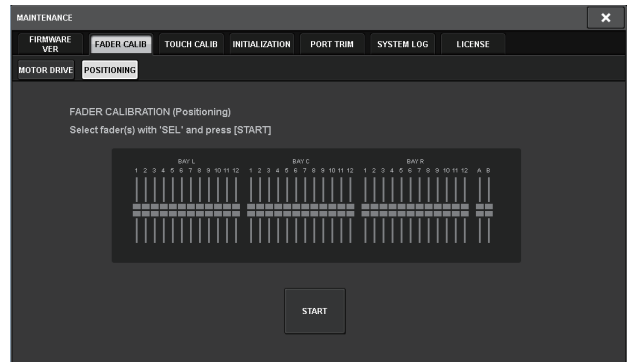 MAINTENANCE
FIRMWARE VER
FADER CALIB
TOUCH CALIB
INITIALIZATION
PORT TRIM
SYSTEM LOG
LICENSE
MOTOR DRIVE
POSITIONING
FADER CALIBRATION (Positioning)
Select fader(s) with 'SEL' and press [START]
BAY L
BAY C
BAY R
1 2 3 4 5 6 7 8 9 10 11 12
1 2 3 4 5 6 7 8 9 10 11 12
1 2 3 4 5 6 7 8 9 10 11 12
A B
START